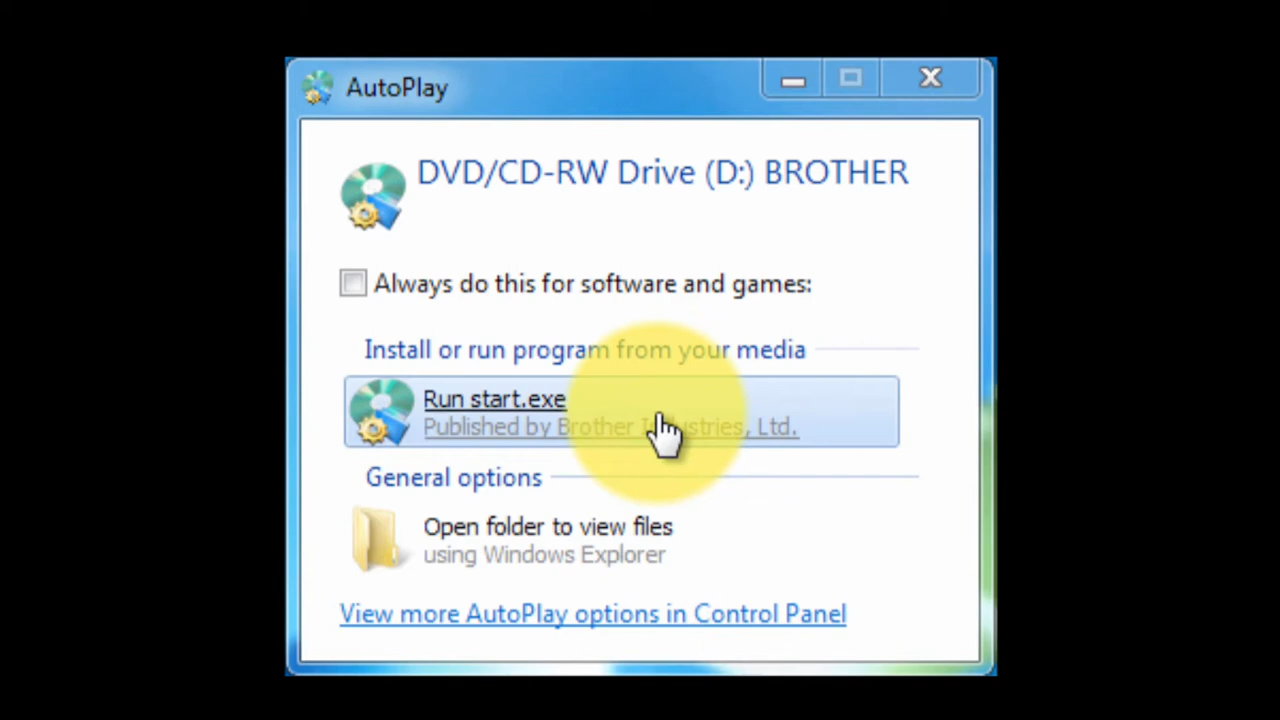 AutoPlay
DVD/CD-RW Drive (D:) BROTHER
Always do this for software and games:
Install or run program from your media
Run start.exe
Published by Brother Industries, Ltd.
General options
Open folder to view files
using Windows Explorer
View more AutoPlay options in Control Panel